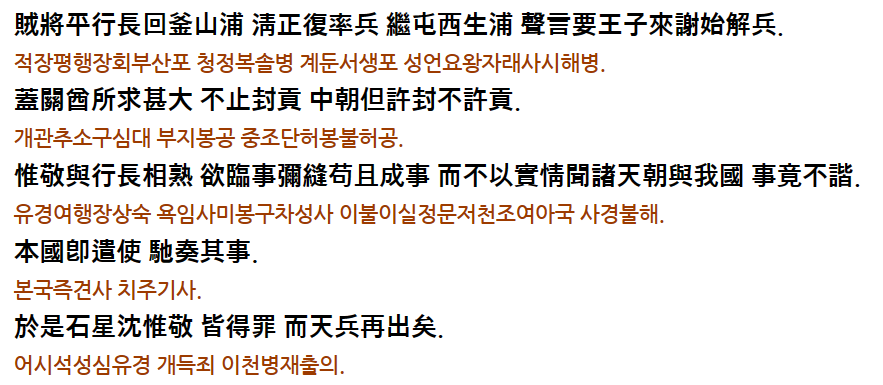 賊將平行長回釜山浦 淸正復率兵 繼屯西生浦 聲言要王子來謝始解兵.
적장평행장회부산포 청정복솔병 계둔서생포 성언요왕자래사시해병.
蓋關酋所求甚大 不止封貢 中朝但許封不許貢.
개관추소구심대 부지봉공 중조단허봉불허공.
惟敬與行長相熟 欲臨事彌縫苟且成事 而不以實情聞諸天朝與我國 事竟不諧.
유경여행장상숙 욕임사미봉구차성사 이불이실정문저천조여아국 사경불해.
本國卽遣使 馳奏其事.
본국즉견사 치주기사.
於是石星沈惟敬 皆得罪 而天兵再出矣.
어시석성심유경 개득죄 이천병재출의.